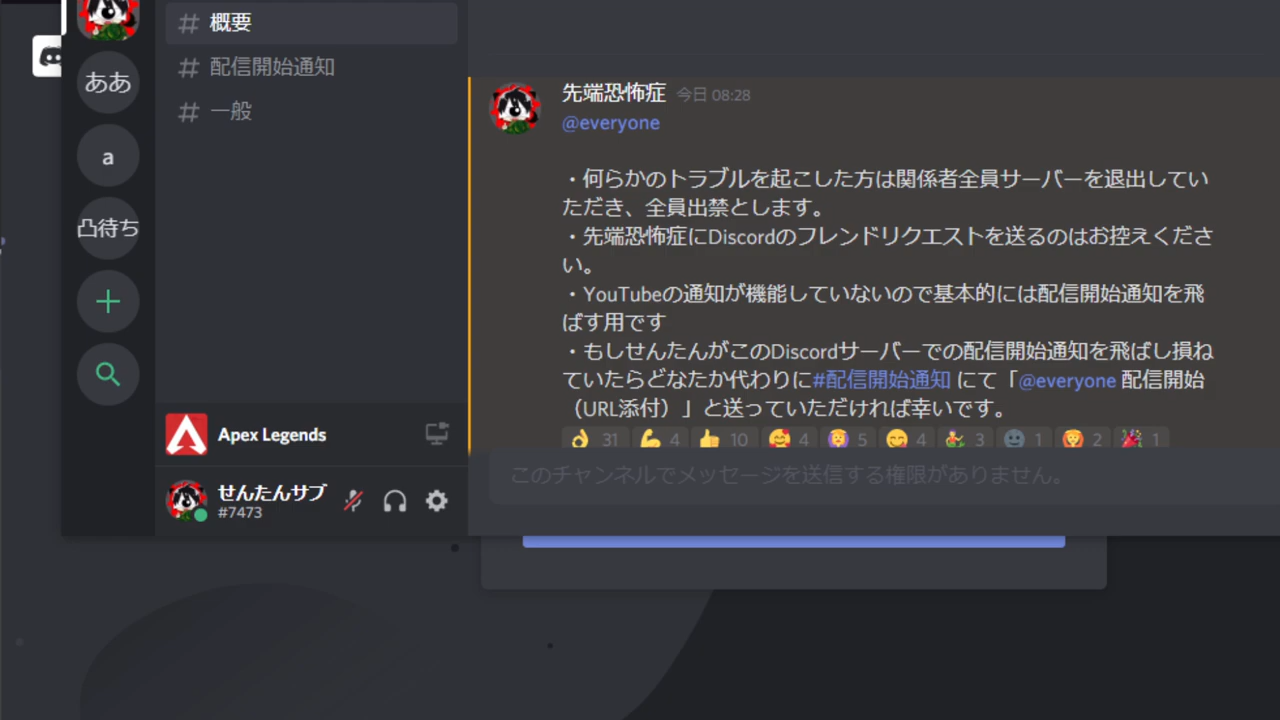 # 概要
# 配信開始通知
# 一般
ああ
a
凸待ち
先端恐怖症 今日 08:28
@everyone
・何らかのトラブルを起こした方は関係者全員サーバーを退出してい
ただき、全員出禁とします。
・先端恐怖症にDiscordのフレンドリクエストを送るのはお控えくださ
い。
・YouTubeの通知が機能していないので基本的には配信開始通知を飛
ばす用です
・もしせんたんがこのDiscordサーバーでの配信開始通知を飛ばし損ね
ていたらどなたか代わりに#配信開始通知 にて「@everyone 配信開始
（URL添付）」と送っていただければ幸いです。
31 4 10 4 5 4 3 1 2 1
このチャンネルでメッセージを送信する権限がありません。
Apex Legends
せんたんサブ
#7473